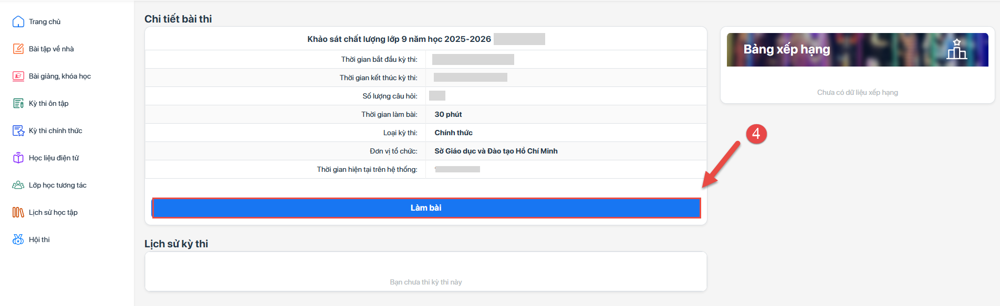 Trang chủ
Bài tập về nhà
Bài giảng, khóa học
Kỳ thi ôn tập
Kỳ thi chính thức
Học liệu điện tử
Lớp học tương tác
Lịch sử học tập
Hội thi
Chi tiết bài thi
Khảo sát chất lượng lớp 9 năm học 2025-2026
Thời gian bắt đầu kỳ thi:
Thời gian kết thúc kỳ thi:
Số lượng câu hỏi:
Thời gian làm bài: 30 phút
Loại kỳ thi: Chính thức
Đơn vị tổ chức: Sở Giáo dục và Đào tạo Hồ Chí Minh
Thời gian hiện tại trên hệ thống:
Làm bài
Lịch sử kỳ thi
Bạn chưa thi kỳ thi này
Bảng xếp hạng
Chưa có dữ liệu xếp hạng
4